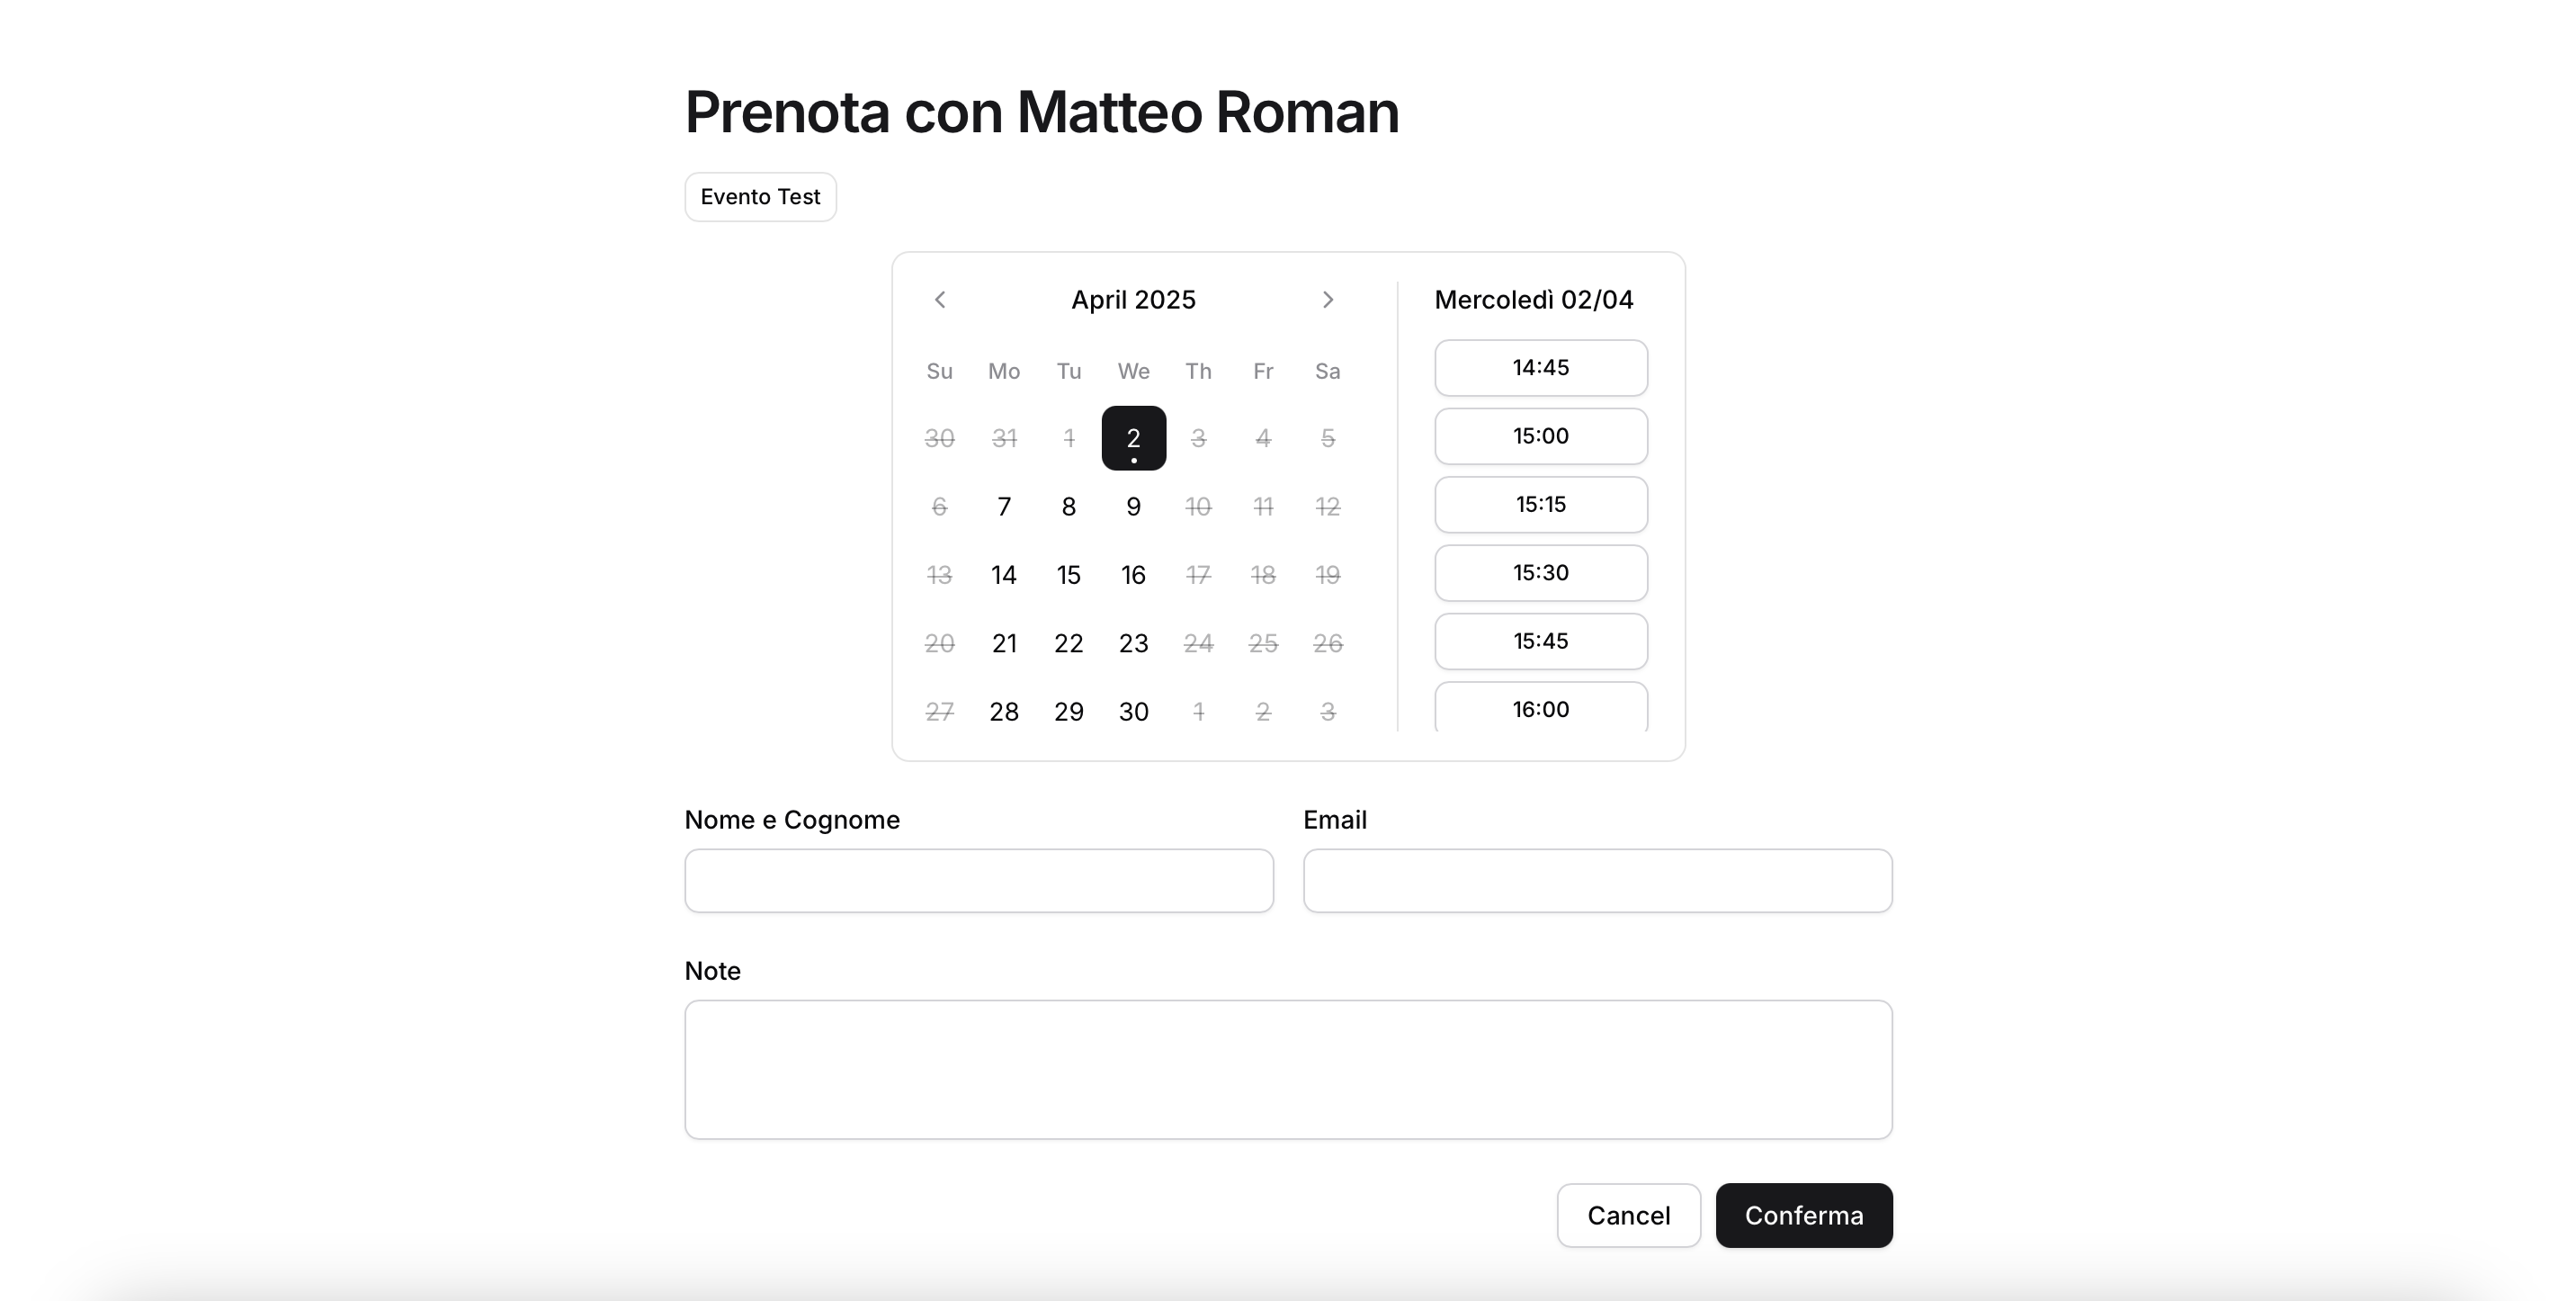 Prenota con Matteo Roman
Evento Test
April 2025
Su Mo Tu We Th Fr Sa
30 31 1 2 3 4 5
6 7 8 9 10 11 12
13 14 15 16 17 18 19
20 21 22 23 24 25 26
27 28 29 30 1 2 3
Mercoledì 02/04
14:45
15:00
15:15
15:30
15:45
16:00
Nome e Cognome
Email
Note
Cancel
Conferma